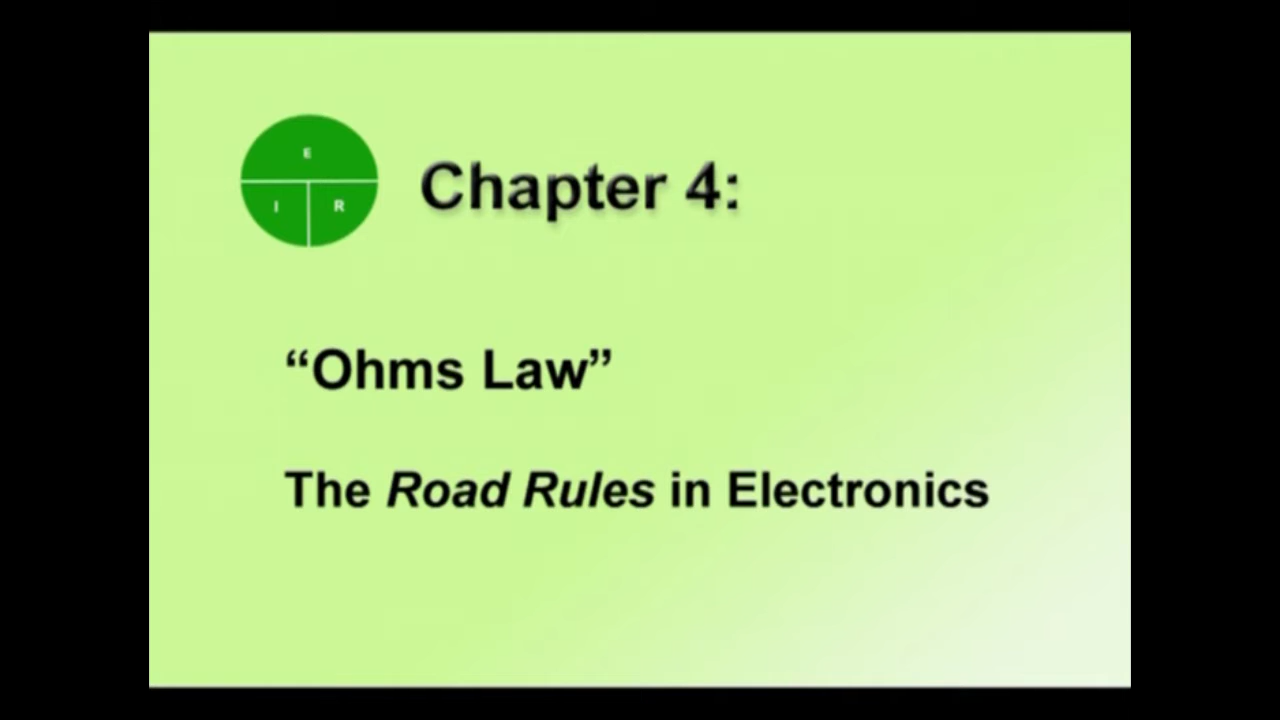 E
I R
Chapter 4:
“Ohms Law”
The Road Rules in Electronics